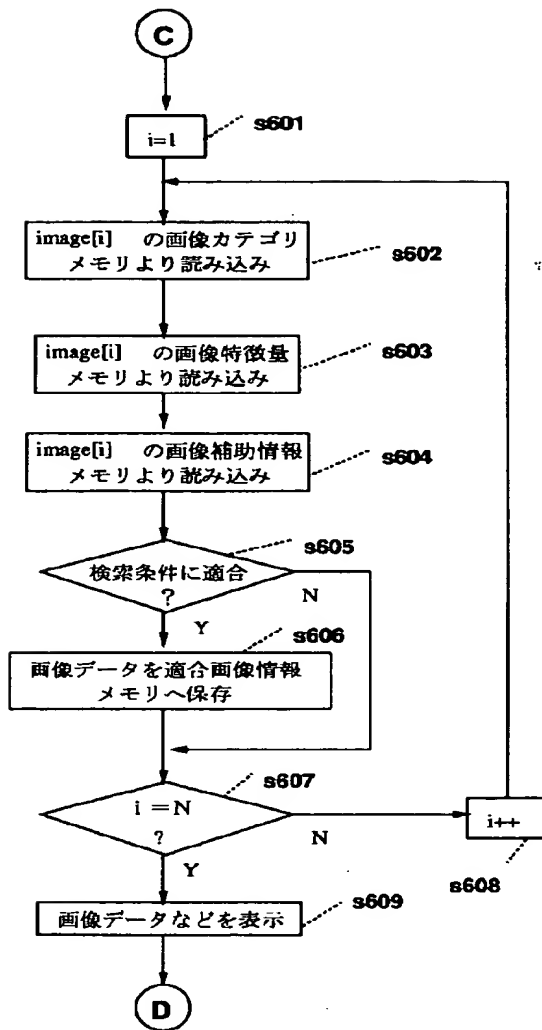 C
i=1
s601
image[i] の画像カテゴリ
メモリより読み込み
s602
image[i] の画像特徴量
メモリより読み込み
s603
image[i] の画像補助情報
メモリより読み込み
s604
s605
検索条件に適合
?
N
Y
s606
画像データを適合画像情報
メモリへ保存
s607
i =N
?
N
i++
Y
s608
s609
画像データなどを表示
D